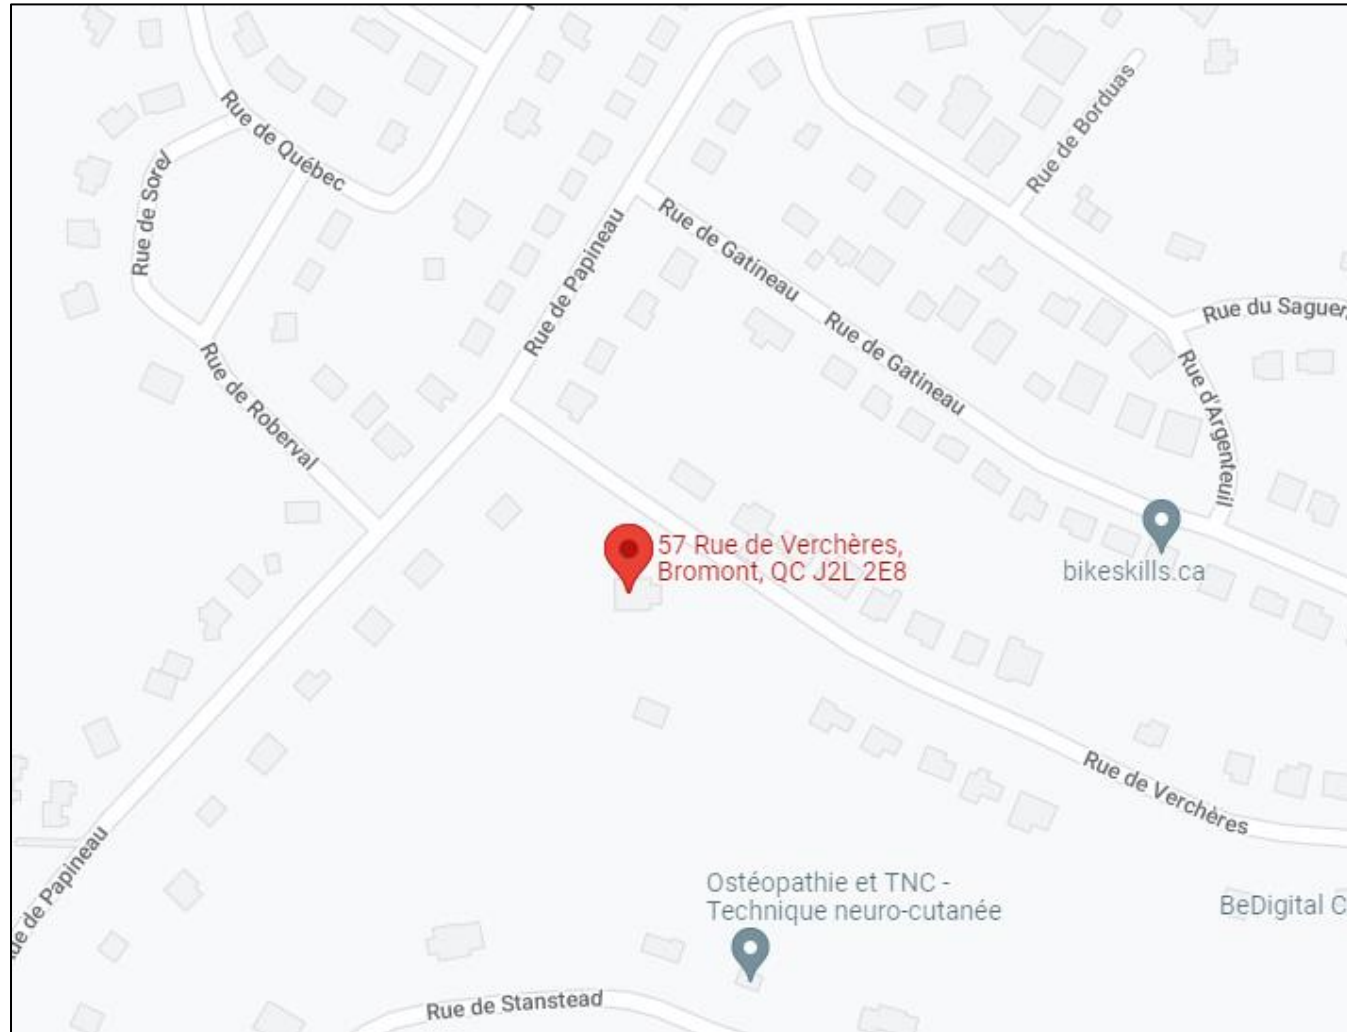 Rue de Québec
Rue de Sorel
Rue de Borduas
Rue de Papineau
Rue de Gatineau
Rue de Gatineau
Rue du Saguen
Rue de Roberval
Rue d'Argenteuil
57 Rue de Verchères,
Bromont, QC J2L 2E8
bikeskills.ca
Rue de Verchères
ue de Papineau
Ostéopathie et TNC -
Technique neuro-cutanée
BeDigital C
Rue de Stanstead